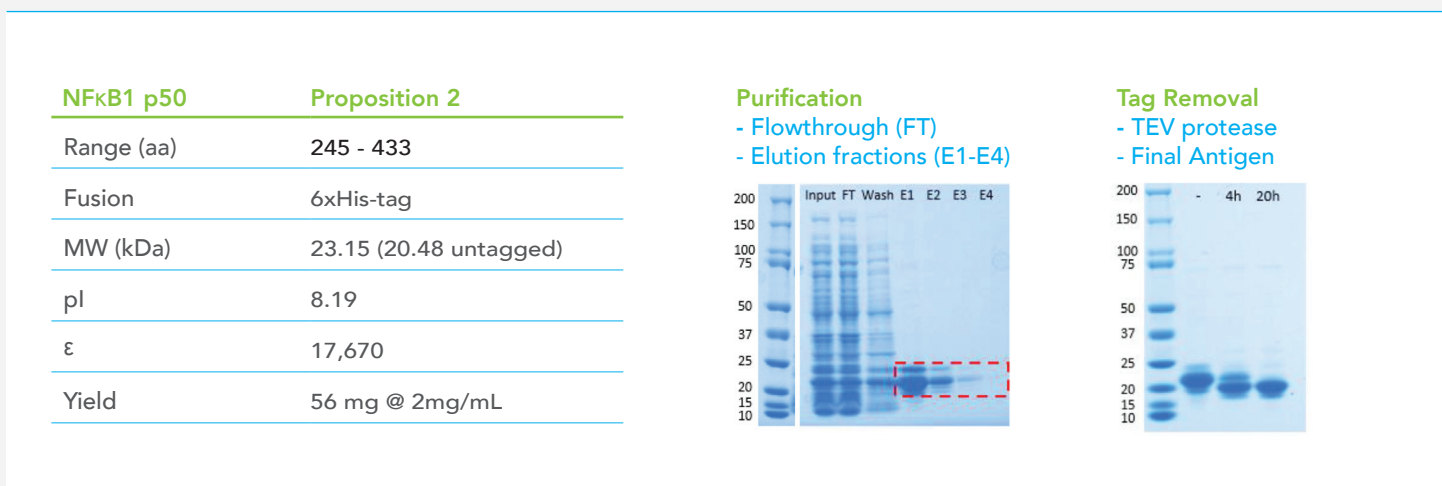 NFκB1 p50 Proposition 2
Range (aa) 245 - 433
Fusion 6xHis-tag
MW (kDa) 23.15 (20.48 untagged)
pI 8.19
ε 17,670
Yield 56 mg @ 2mg/mL
Purification
- Flowthrough (FT)
- Elution fractions (E1-E4)
Input FT Wash E1 E2 E3 E4
200
150
100
75
50
37
25
20
15
10
Tag Removal
- TEV protease
- Final Antigen
- 4h 20h
200
150
100
75
50
37
25
20
15
10